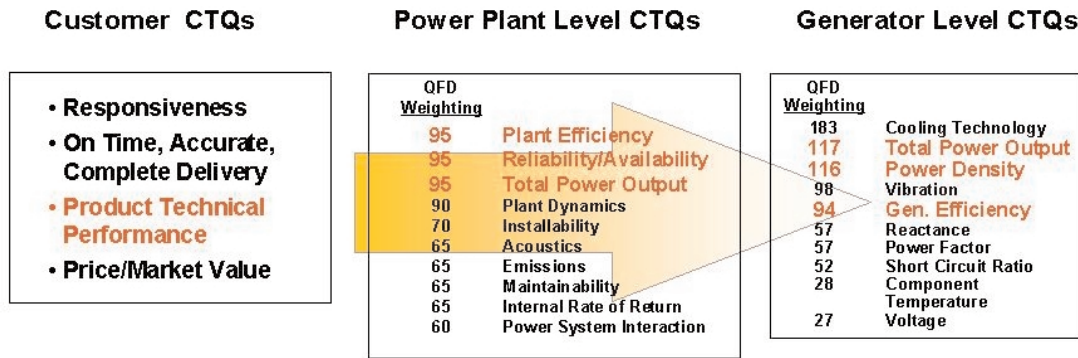 Customer CTQs
• Responsiveness
• On Time, Accurate,
Complete Delivery
• Product Technical
Performance
• Price/Market Value
Power Plant Level CTQs
QFD
Weighting
95 Plant Efficiency
95 Reliability/Availability
95 Total Power Output
90 Plant Dynamics
70 Installability
65 Acoustics
65 Emissions
65 Maintainability
65 Internal Rate of Return
60 Power System Interaction
Generator Level CTQs
QFD
Weighting
183 Cooling Technology
117 Total Power Output
116 Power Density
98 Vibration
94 Gen. Efficiency
57 Reactance
57 Power Factor
52 Short Circuit Ratio
28 Component
Temperature
27 Voltage